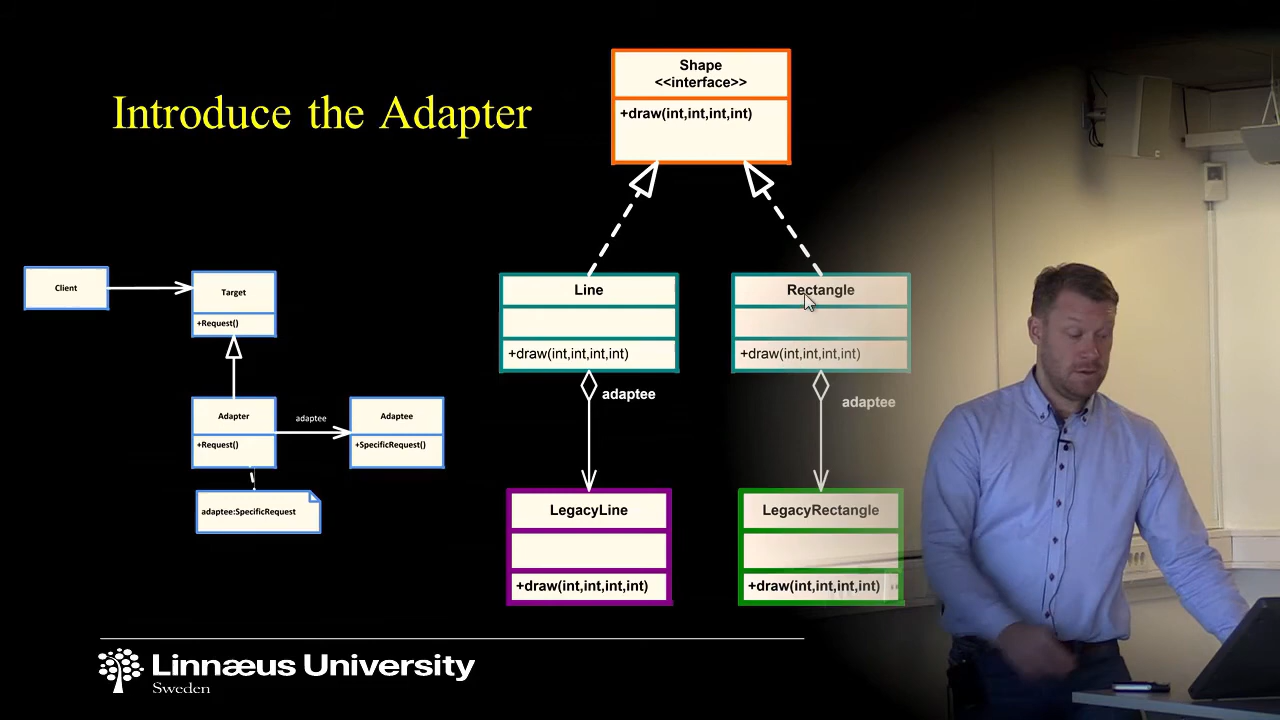 Introduce the Adapter
Shape
<<interface>>
+draw(int,int,int,int)
Client
Target
+Request()
Adapter
+Request()
adaptee
Adaptee
+SpecificRequest()
adaptee:SpecificRequest
Line
+draw(int,int,int,int)
adaptee
Rectangle
+draw(int,int,int,int)
adaptee
LegacyLine
+draw(int,int,int,int)
LegacyRectangle
+draw(int,int,int,int)
Linnæus University
Sweden